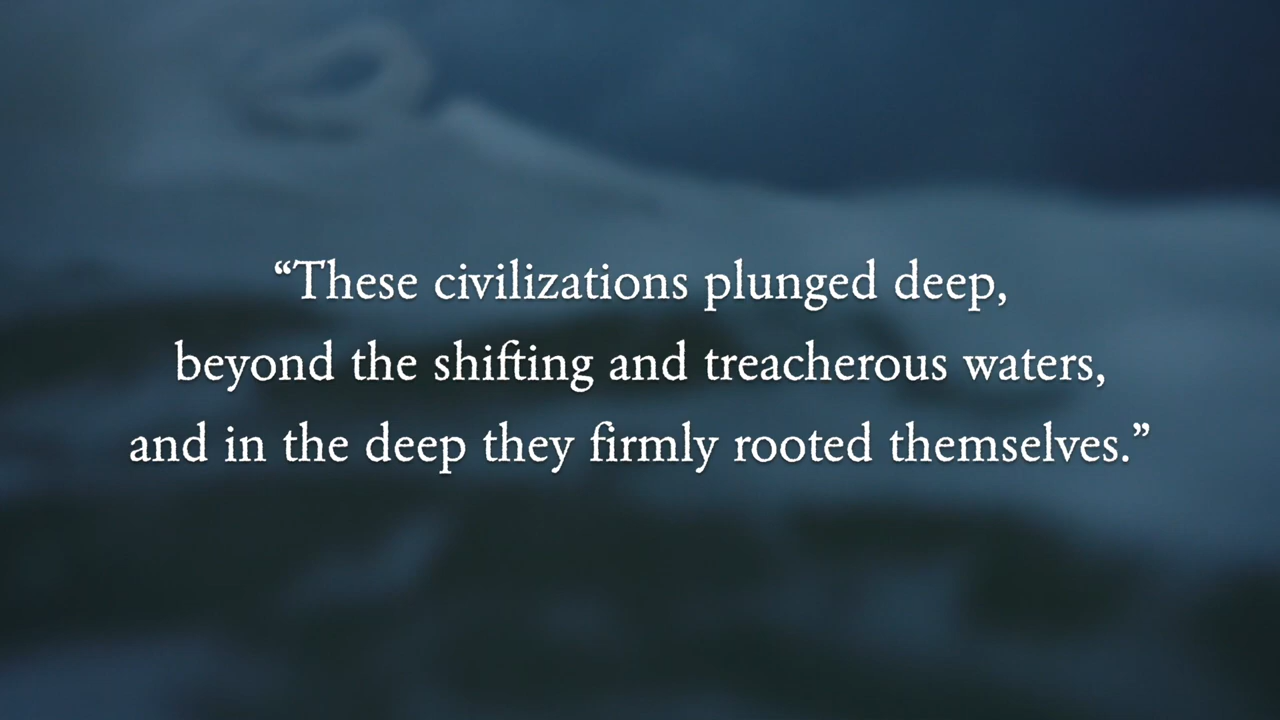 “These civilizations plunged deep,
beyond the shifting and treacherous waters,
and in the deep they firmly rooted themselves.”